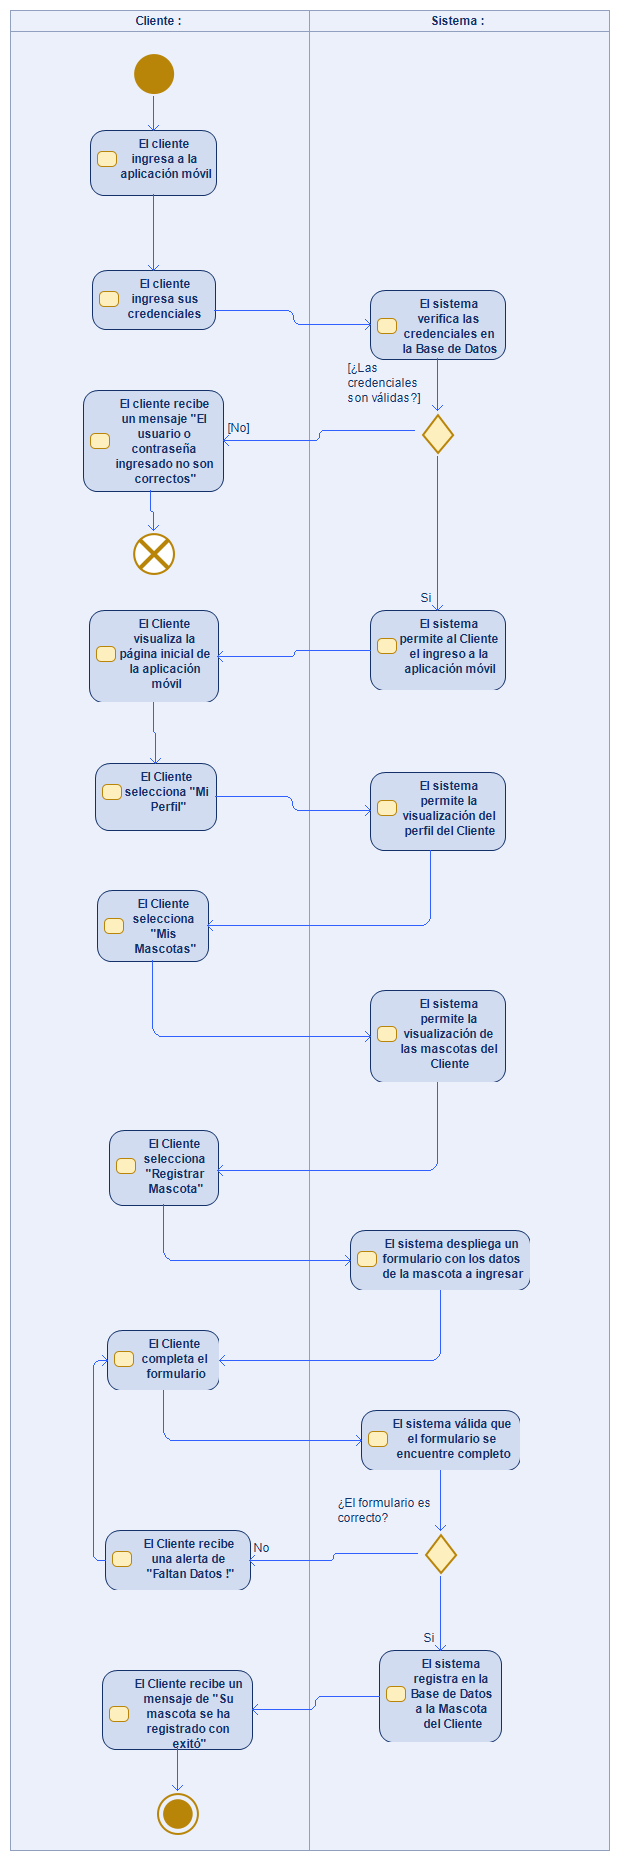 Cliente :
Sistema :
El cliente
ingresa a la
aplicación móvil
El cliente
ingresa sus
credenciales
El sistema
verifica las
credenciales en
la Base de Datos
[¿Las
credenciales
son válidas?]
El cliente recibe
un mensaje "El
usuario o
contraseña
ingresado no son
correctos"
[No]
Si
El Cliente
visualiza la
página inicial de
la aplicación
móvil
El sistema
permite al Cliente
el ingreso a la
aplicación móvil
El Cliente
selecciona "Mi
Perfil"
El sistema
permite la
visualización del
perfil del Cliente
El Cliente
selecciona
"Mis
Mascotas"
El sistema
permite la
visualización de
las mascotas del
Cliente
El Cliente
selecciona
"Registrar
Mascota"
El sistema despliega un
formulario con los datos
de la mascota a ingresar
El Cliente
completa el
formulario
El sistema válida que
el formulario se
encuentre completo
¿El formulario es
correcto?
El Cliente recibe
una alerta de
"Faltan Datos !"
No
Si
El sistema
registra en la
Base de Datos
a la Mascota
del Cliente
El Cliente recibe un
mensaje de "Su
mascota se ha
registrado con
exitó"